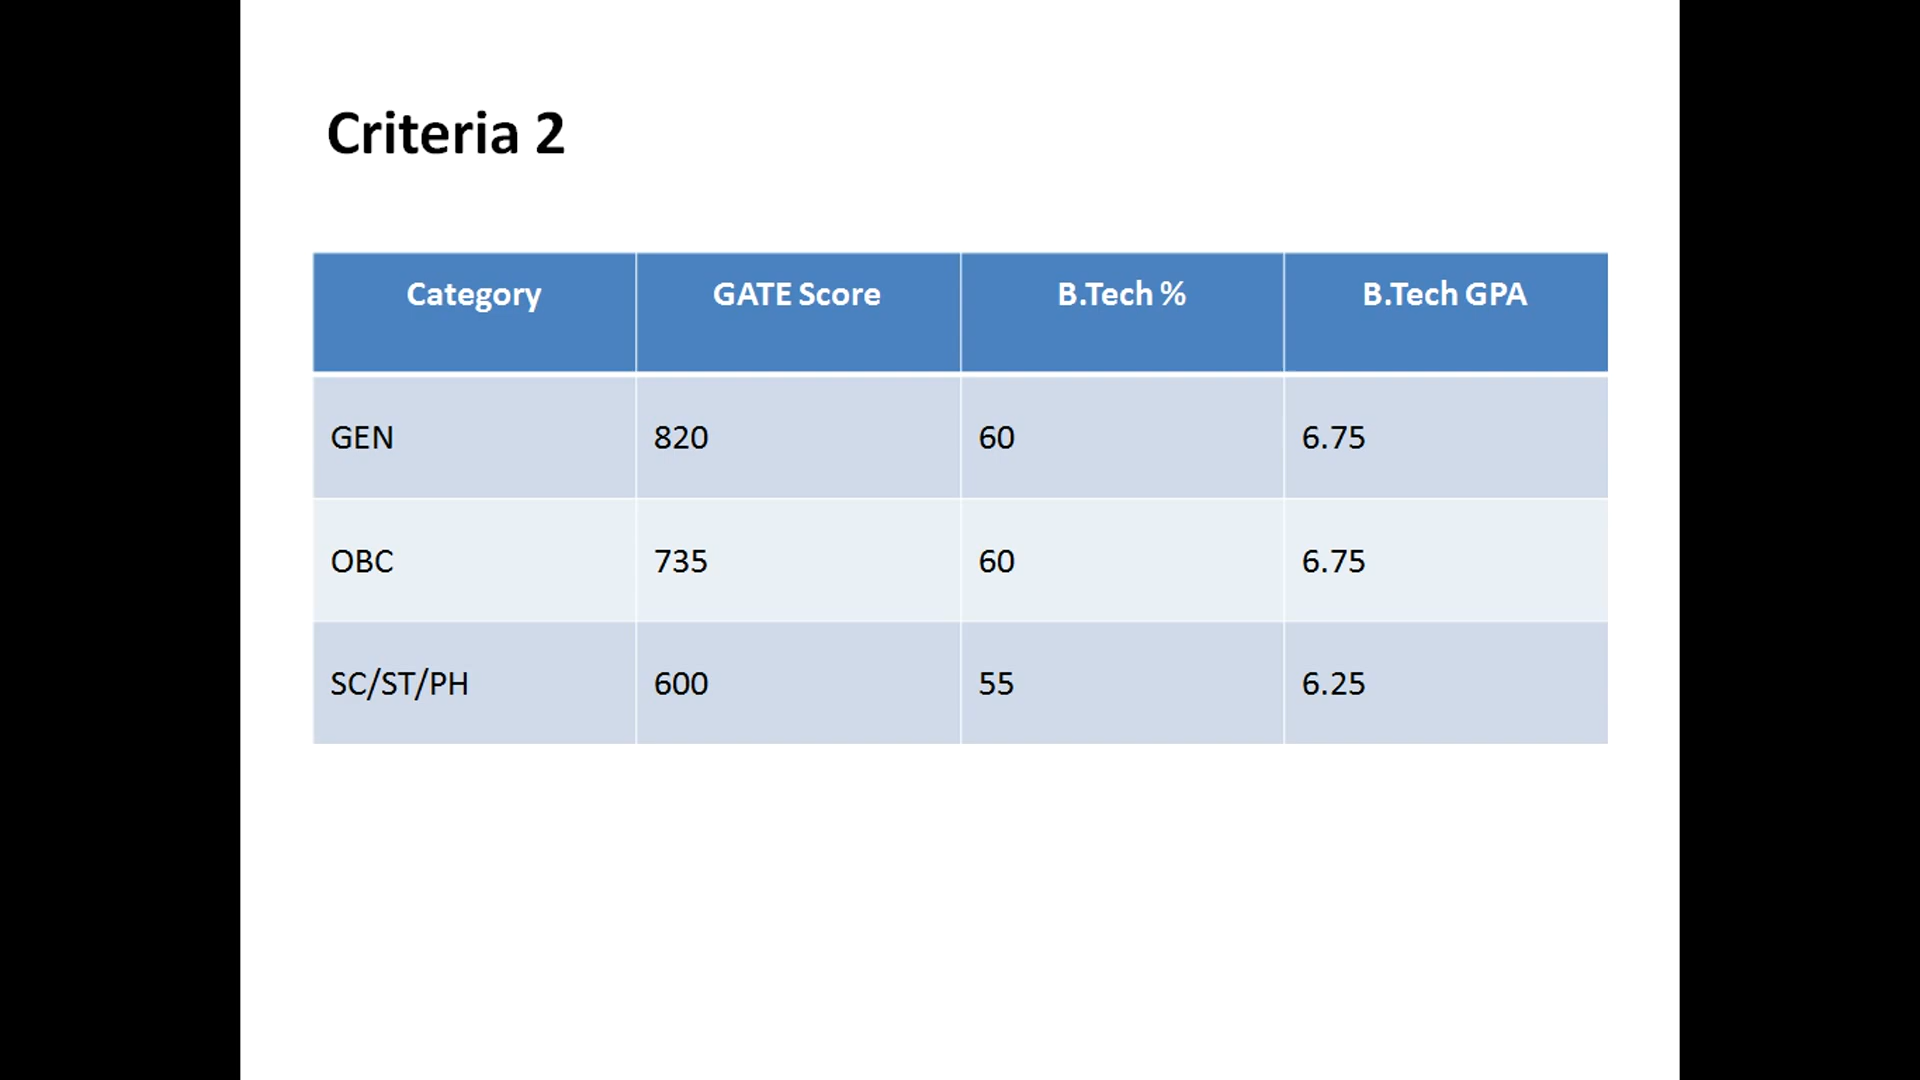 Criteria 2
Category GATE Score B.Tech % B.Tech GPA
GEN 820 60 6.75
OBC 735 60 6.75
SC/ST/PH 600 55 6.25